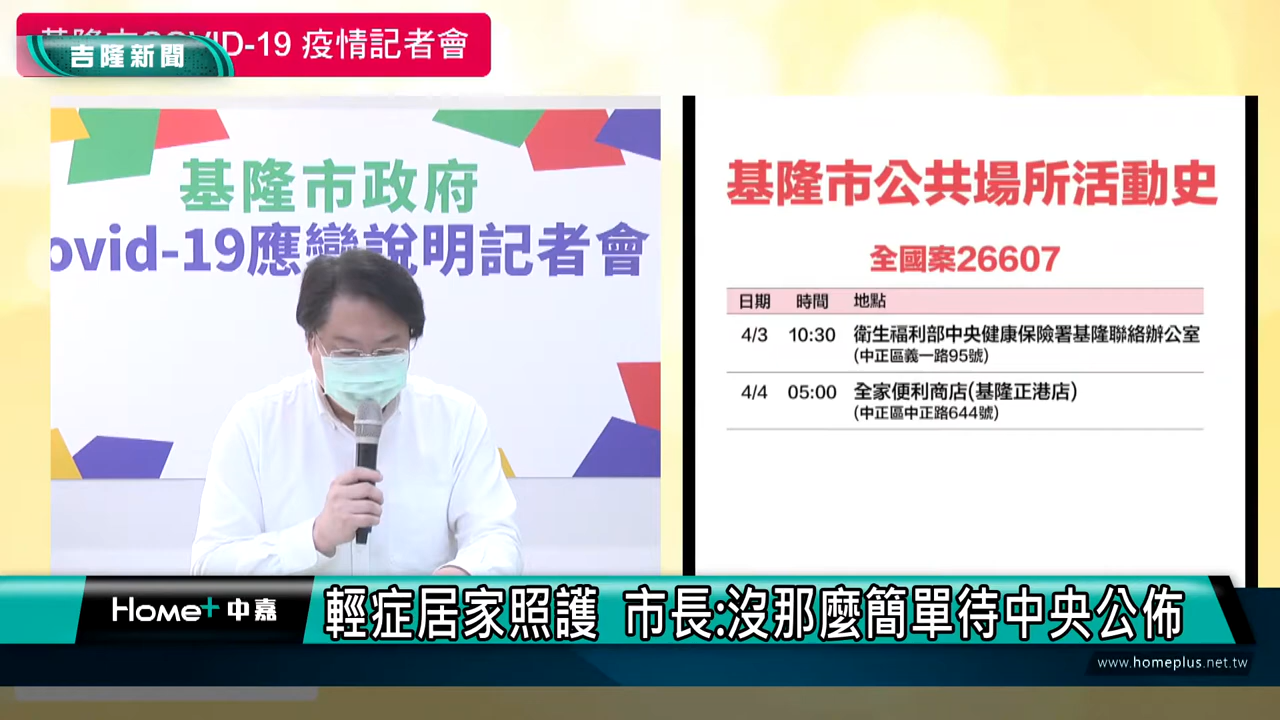 COVID-19 疫情記者會
吉隆新聞
基隆市政府
ovid-19應變說明記者會
基隆市公共場所活動史
全國案26607
日期 時間 地點
4/3 10:30 衛生福利部中央健康保險署基隆聯絡辦公室
(中正區義一路95號)
4/4 05:00 全家便利商店(基隆正港店)
(中正區中正路644號)
Home+ 中嘉
輕症居家照護 市長:沒那麼簡單待中央公佈
www.homeplus.net.tw